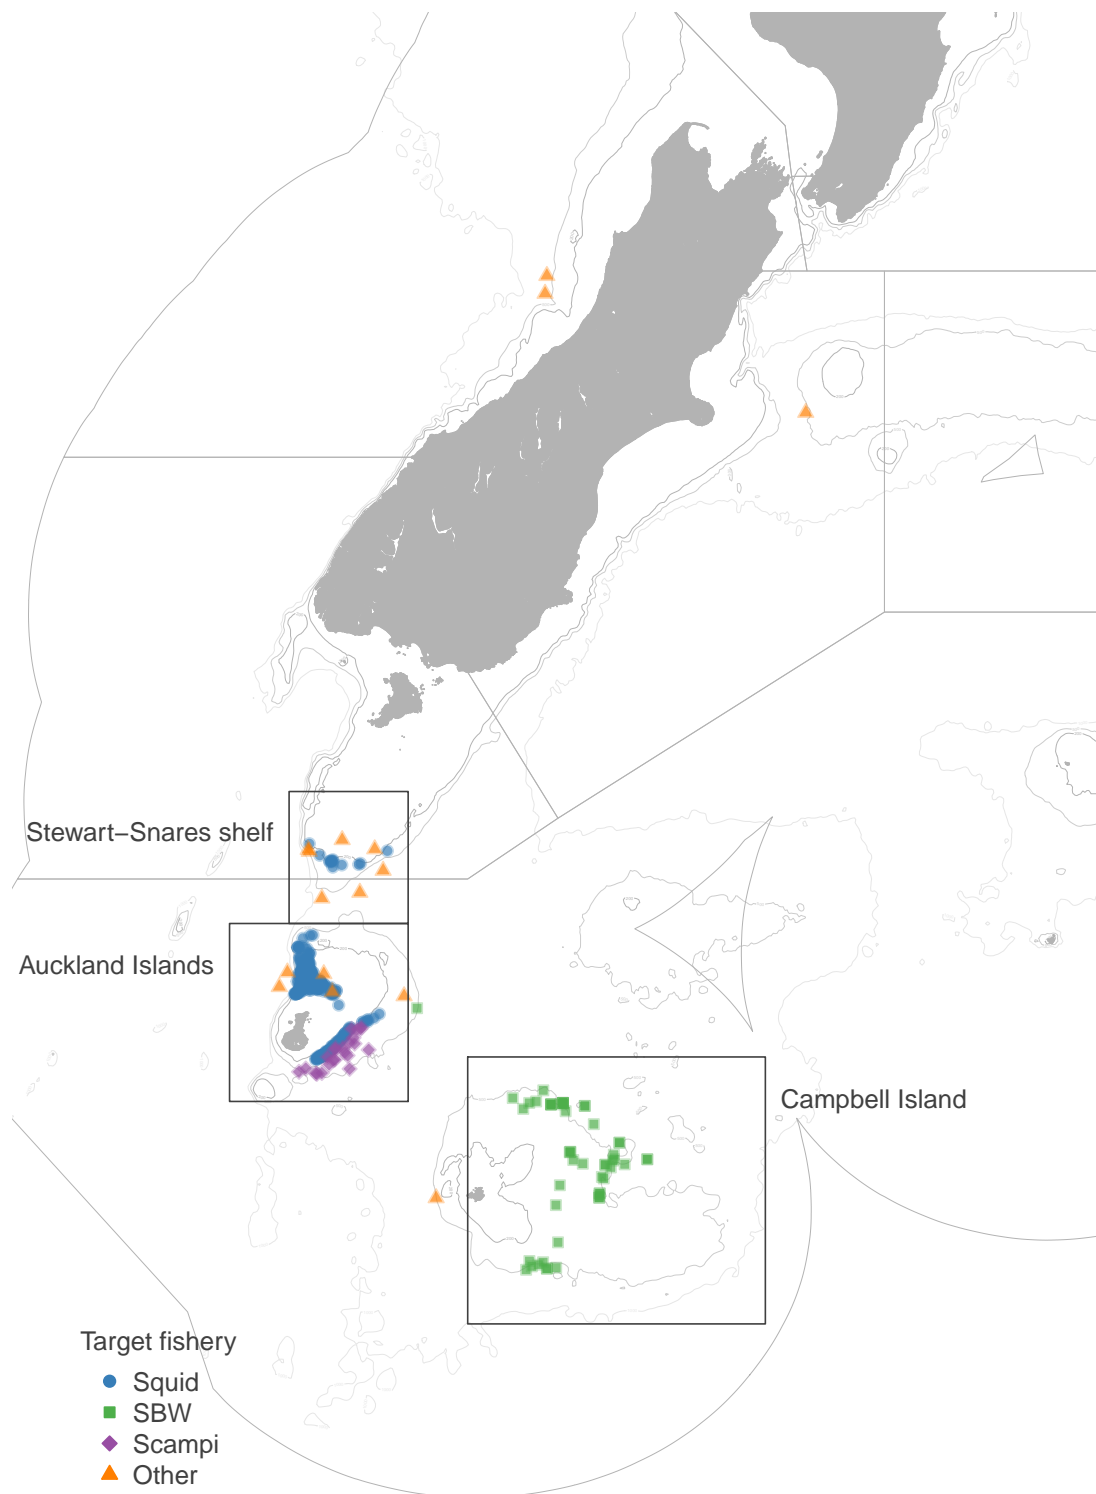 Stewart−Snares shelf
Auckland Islands
Campbell Island
Target fishery
Squid
SBW
Scampi
Other